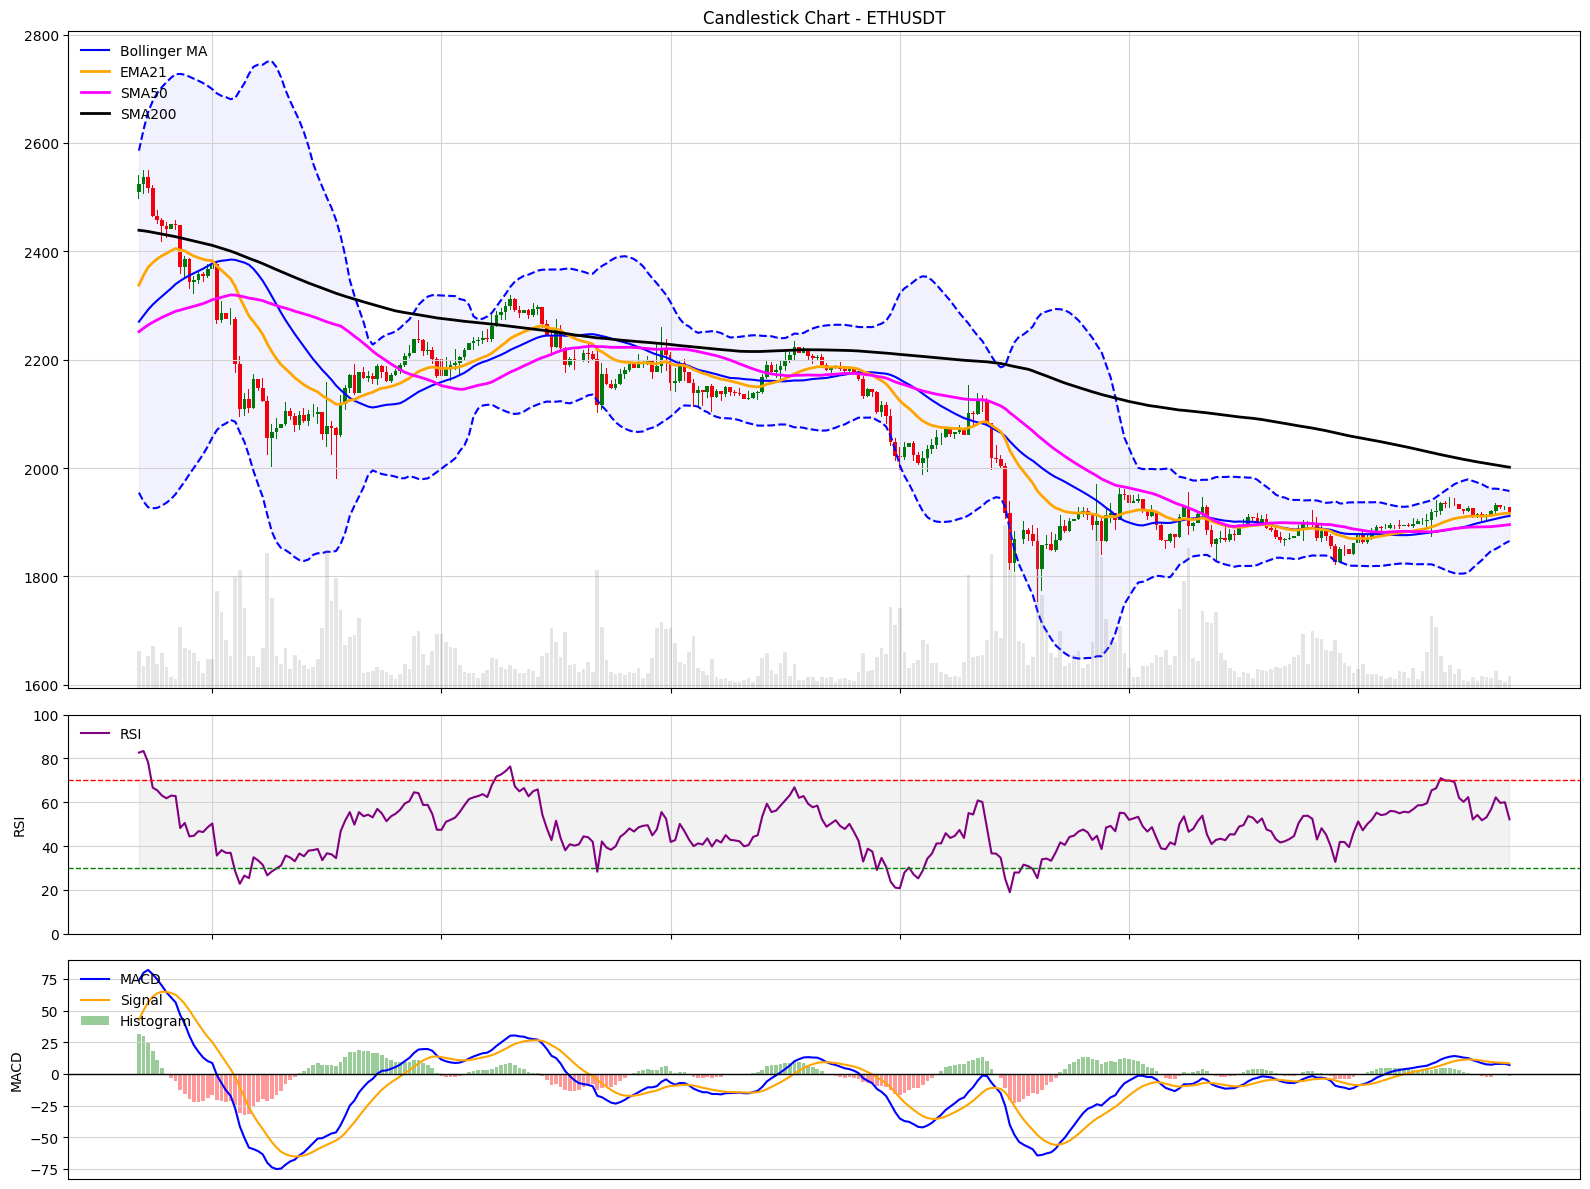 Candlestick Chart - ETHUSDT
2800
2600
2400
2200
2000
1800
1600
Bollinger MA
EMA21
SMA50
SMA200
100
80
60
40
20
0
RSI
RSI
75
50
25
0
−25
−50
−75
MACD
MACD
Signal
Histogram